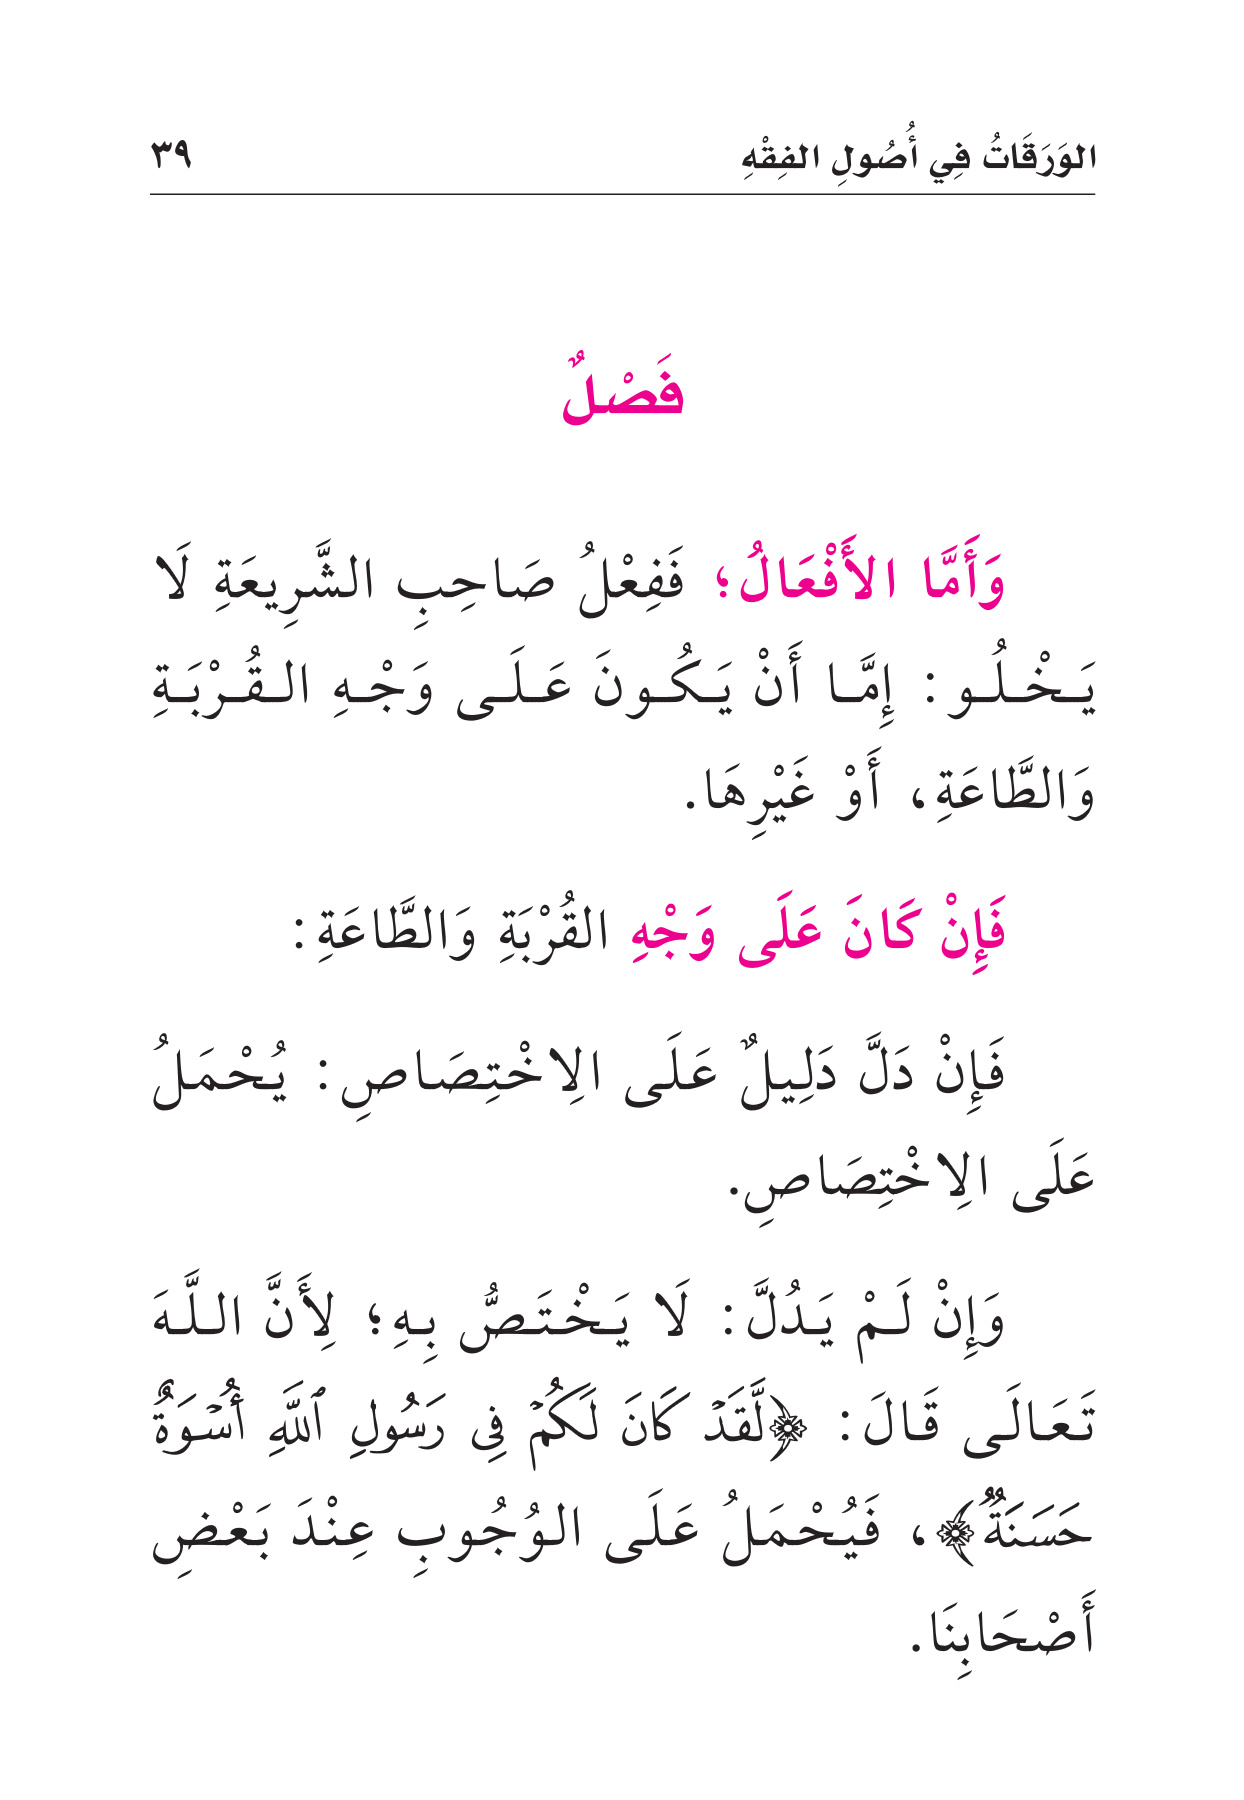 الوَرَقَاتُ فِي أُصُولِ الفِقْهِ ٣٩
فَصْلٌ
وَأَمَّا الأَفْعَالُ؛ فَفِعْلُ صَاحِبِ الشَّرِيعَةِ لَا
يَخْلُو: إِمَّا أَنْ يَكُونَ عَلَى وَجْهِ القُرْبَةِ
وَالطَّاعَةِ، أَوْ غَيْرِهَا.
فَإِنْ كَانَ عَلَى وَجْهِ القُرْبَةِ وَالطَّاعَةِ:
فَإِنْ دَلَّ دَلِيلٌ عَلَى الِاخْتِصَاصِ: يُحْمَلُ
عَلَى الِاخْتِصَاصِ.
وَإِنْ لَمْ يَدُلَّ: لَا يَخْتَصُّ بِهِ؛ لِأَنَّ اللَّهَ
تَعَالَى قَالَ: ﴿لَّقَدۡ كَانَ لَكُمۡ فِى رَسُولِ ٱللَّهِ أُسۡوَةٌ
حَسَنَةٌ﴾، فَيُحْمَلُ عَلَى الوُجُوبِ عِنْدَ بَعْضِ
أَصْحَابِنَا.